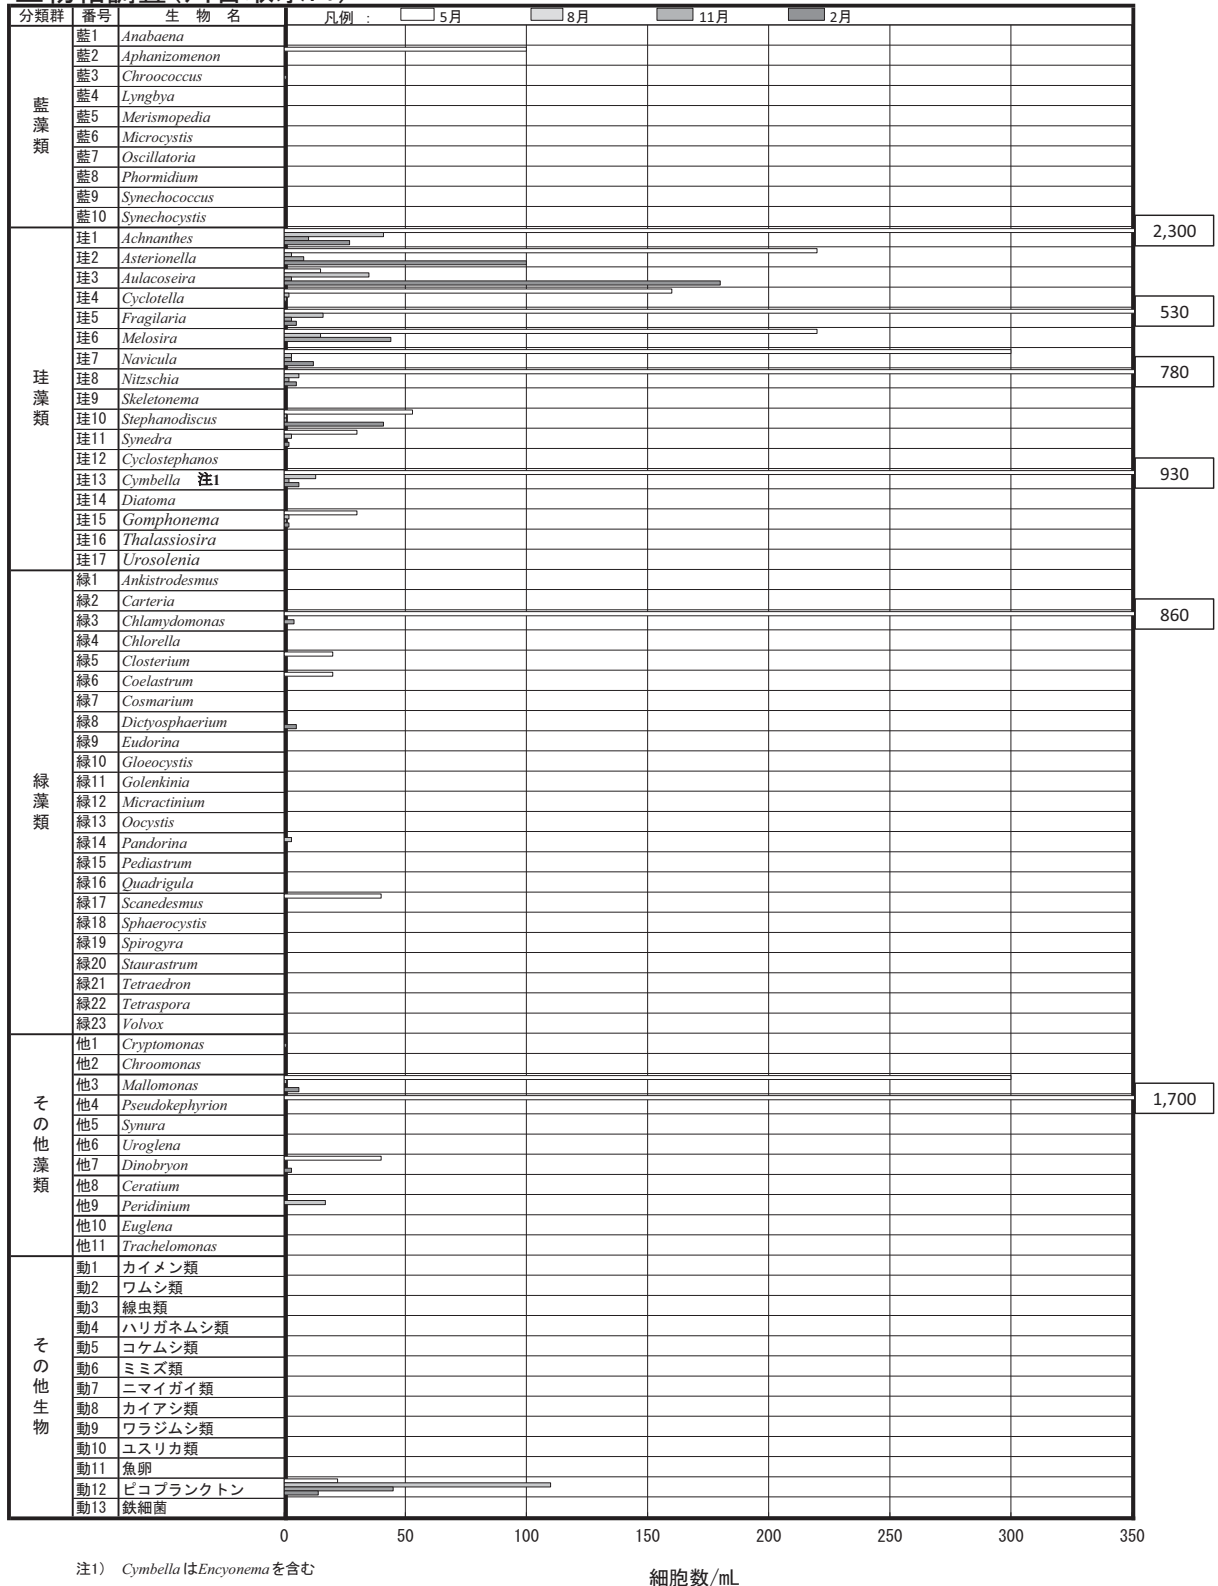 分類群 番号 生 物 名 凡例 : 5月 8月 11月 2月
藍藻類
藍1 Anabaena
藍2 Aphanizomenon
藍3 Chroococcus
藍4 Lyngbya
藍5 Merismopedia
藍6 Microcystis
藍7 Oscillatoria
藍8 Phormidium
藍9 Synechococcus
藍10 Synechocystis
珪藻類
珪1 Achnanthes 2,300
珪2 Asterionella
珪3 Aulacoseira
珪4 Cyclotella
珪5 Fragilaria 530
珪6 Melosira
珪7 Navicula
珪8 Nitzschia 780
珪9 Skeletonema
珪10 Stephanodiscus
珪11 Synedra
珪12 Cyclostephanos
珪13 Cymbella 注1 930
珪14 Diatoma
珪15 Gomphonema
珪16 Thalassiosira
珪17 Urosolenia
緑藻類
緑1 Ankistrodesmus
緑2 Carteria
緑3 Chlamydomonas 860
緑4 Chlorella
緑5 Closterium
緑6 Coelastrum
緑7 Cosmarium
緑8 Dictyosphaerium
緑9 Eudorina
緑10 Gloeocystis
緑11 Golenkinia
緑12 Micractinium
緑13 Oocystis
緑14 Pandorina
緑15 Pediastrum
緑16 Quadrigula
緑17 Scanedesmus
緑18 Sphaerocystis
緑19 Spirogyra
緑20 Staurastrum
緑21 Tetraedron
緑22 Tetraspora
緑23 Volvox
その他藻類
他1 Cryptomonas
他2 Chroomonas
他3 Mallomonas
他4 Pseudokephyrion 1,700
他5 Synura
他6 Uroglena
他7 Dinobryon
他8 Ceratium
他9 Peridinium
他10 Euglena
他11 Trachelomonas
その他生物
動1 カイメン類
動2 ワムシ類
動3 線虫類
動4 ハリガネムシ類
動5 コケムシ類
動6 ミミズ類
動7 ニマイガイ類
動8 カイアシ類
動9 ワラジムシ類
動10 ユスリカ類
動11 魚卵
動12 ピコプランクトン
動13 鉄細菌
0 50 100 150 200 250 300 350
注1) CymbellaはEncyonemaを含む
細胞数/mL